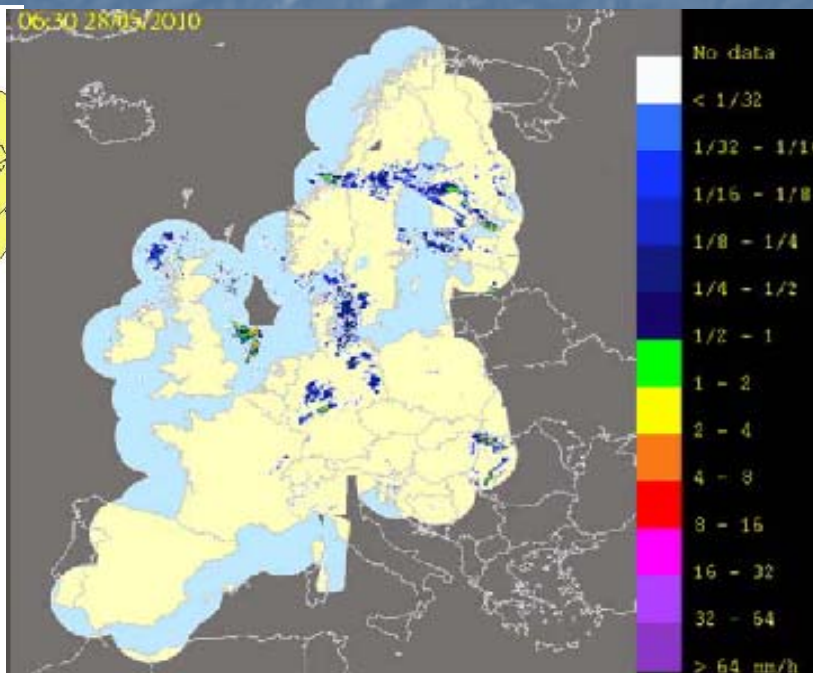 06:30 28/05/2010
No data
< 1/32
1/32 - 1/16
1/16 - 1/8
1/8 - 1/4
1/4 - 1/2
1/2 - 1
1 - 2
2 - 4
4 - 8
8 - 16
16 - 32
32 - 64
> 64 mm/h